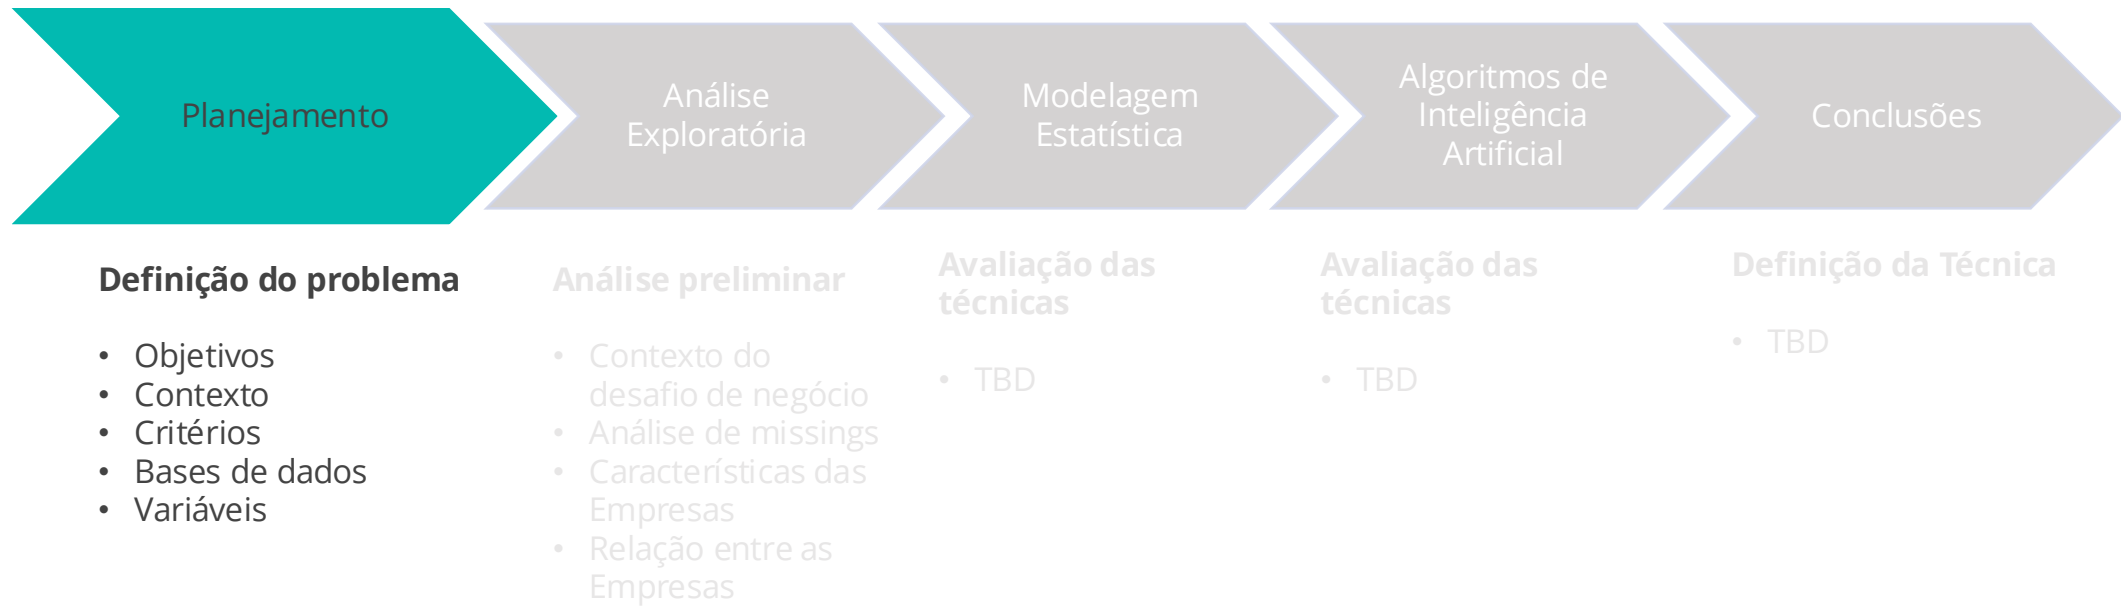 Planejamento
Análise
Exploratória
Modelagem
Estatística
Algoritmos de
Inteligência
Artificial
Conclusões
Definição do problema
• Objetivos
• Contexto
• Critérios
• Bases de dados
• Variáveis
Análise preliminar
• Contexto do
desafio de negócio
• Análise de missings
• Características das
Empresas
• Relação entre as
Empresas
Avaliação das
técnicas
• TBD
Avaliação das
técnicas
• TBD
Definição da Técnica
• TBD